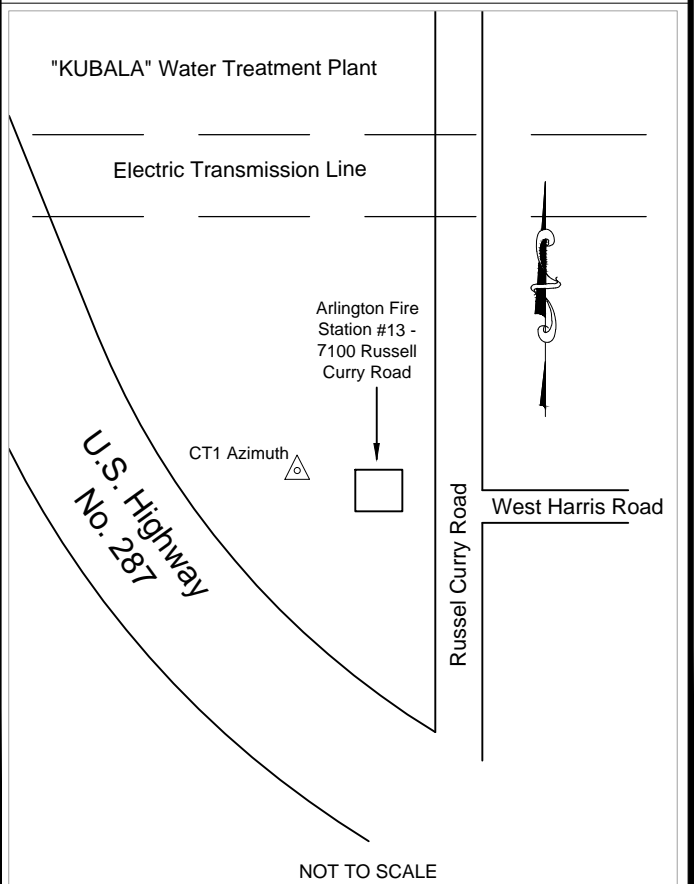 "KUBALA" Water Treatment Plant
Electric Transmission Line
Arlington Fire
Station #13 -
7100 Russell
Curry Road
CT1 Azimuth
U.S. Highway
No. 287
Russel Curry Road
West Harris Road
NOT TO SCALE